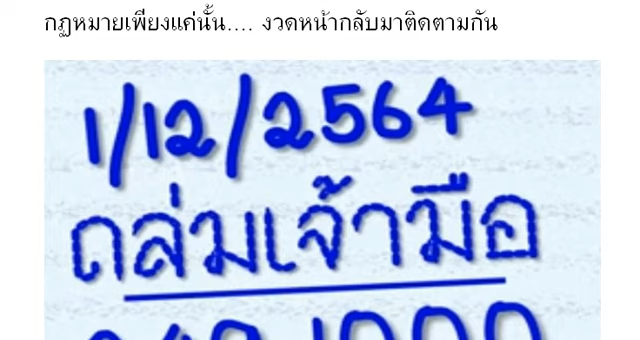 กฏหมายเพียงแค่นั้น.... งวดหน้ากลับมาติดตามกัน
1/12/2564
ถล่มเจ้ามือ